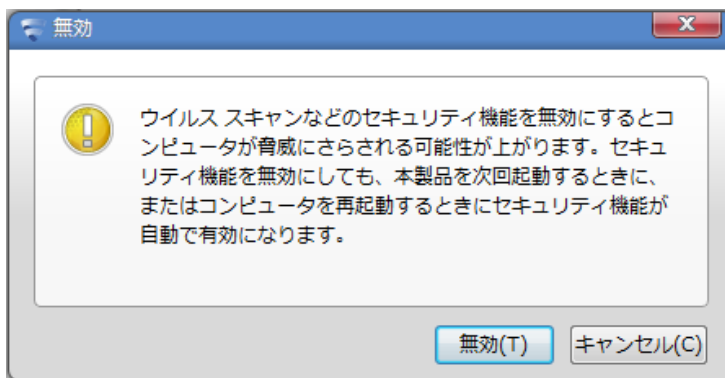 無効
ウイルス スキャンなどのセキュリティ機能を無効にするとコ
ンピュータが脅威にさらされる可能性が上がります。セキュ
リティ機能を無効にしても、本製品を次回起動するときに、
またはコンピュータを再起動するときにセキュリティ機能が
自動で有効になります。
無効(T)
キャンセル(C)